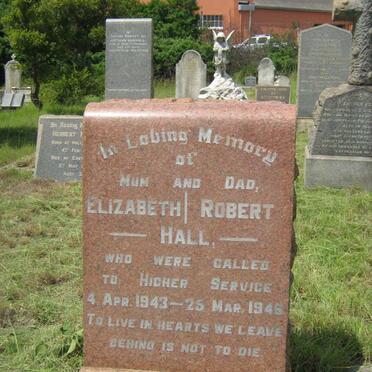 In Loving Memory
of
MUM AND DAD,
ELIZABETH | ROBERT
— HALL, —
WHO WERE CALLED
TO HIGHER SERVICE
4 APR. 1943 — 25 MAR. 1946
TO LIVE IN HEARTS WE LEAVE
BEHIND IS NOT TO DIE